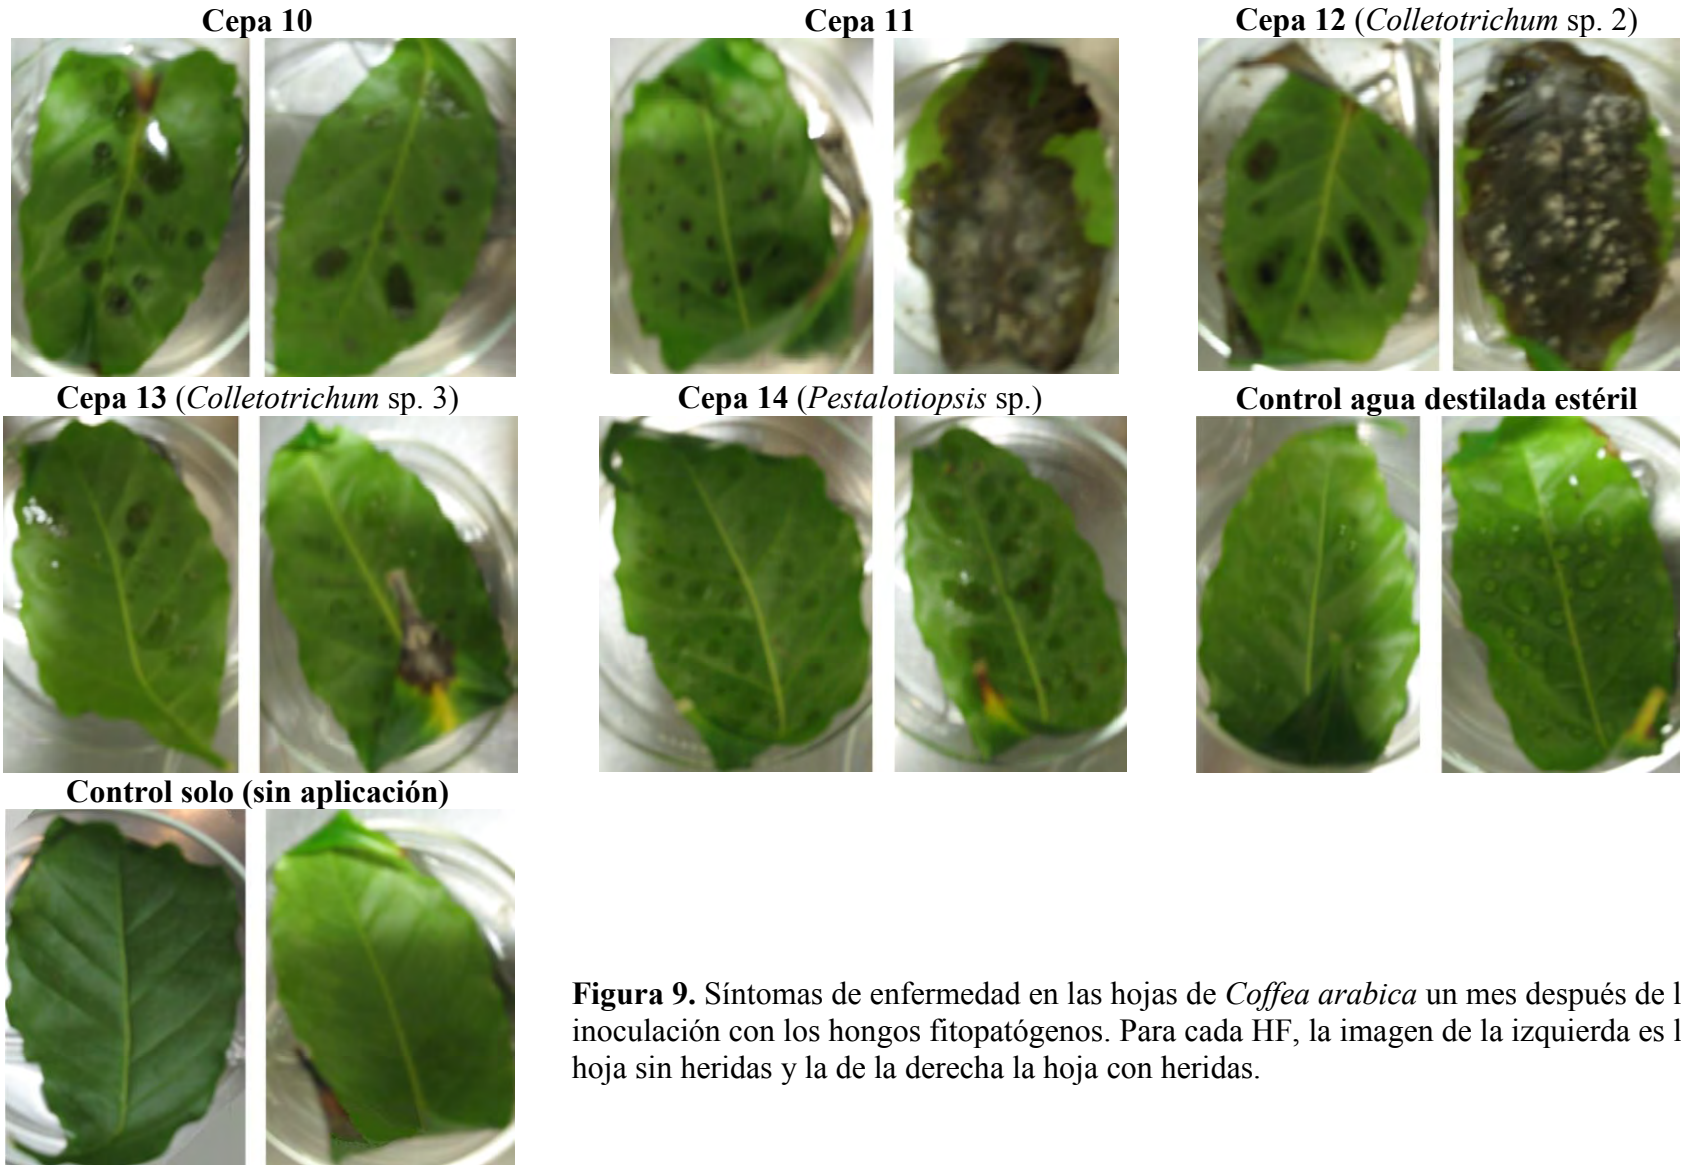 Cepa 10
Cepa 11
Cepa 12 (Colletotrichum sp. 2)
Cepa 13 (Colletotrichum sp. 3)
Cepa 14 (Pestalotiopsis sp.)
Control agua destilada estéril
Control solo (sin aplicación)
Figura 9. Síntomas de enfermedad en las hojas de Coffea arabica un mes después de l
inoculación con los hongos fitopatógenos. Para cada HF, la imagen de la izquierda es l
hoja sin heridas y la de la derecha la hoja con heridas.